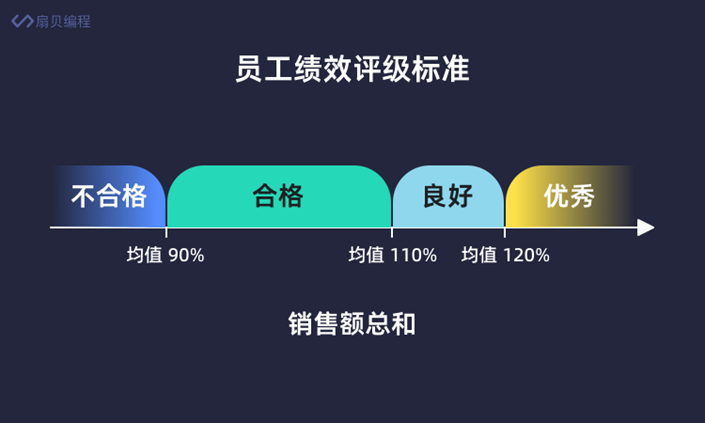 扇贝编程
员工绩效评级标准
不合格 合格 良好 优秀
均值 90% 均值 110% 均值 120%
销售额总和